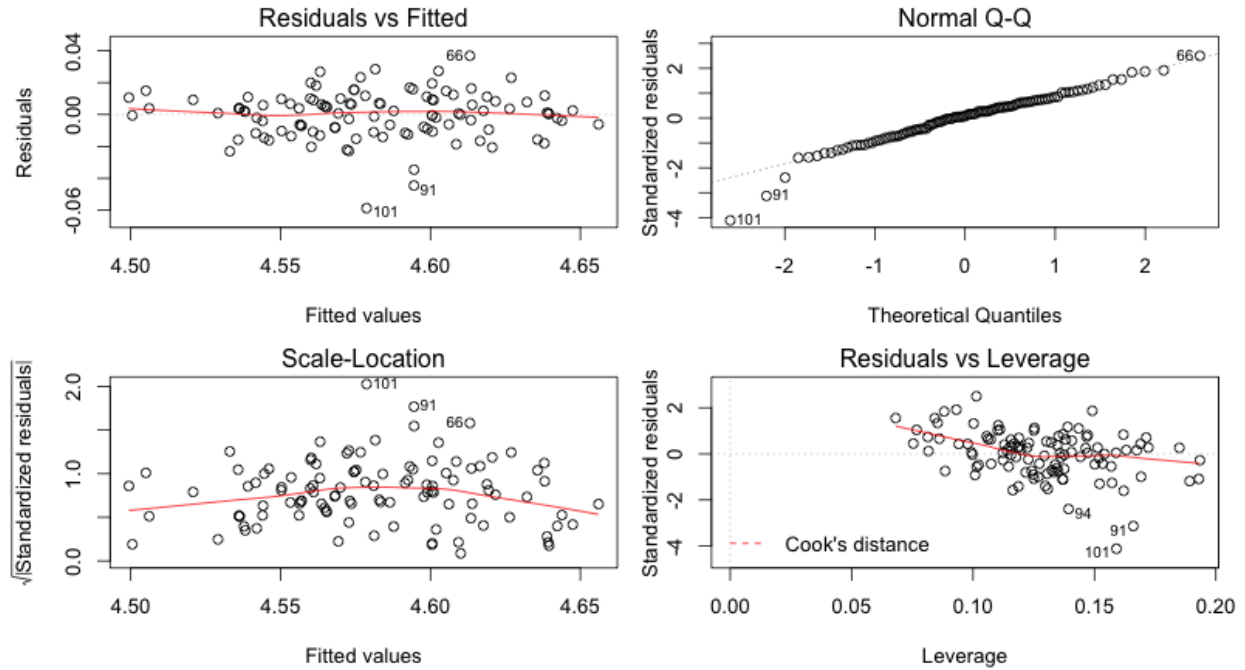 Residuals vs Fitted
Residuals
0.04
0.00
-0.06
66
91
101
4.50 4.55 4.60 4.65
Fitted values
Normal Q-Q
Standardized residuals
2
0
-2
-4
66
91
101
-2 -1 0 1 2
Theoretical Quantiles
Scale-Location
√|Standardized residuals|
2.0
1.0
0.0
101
91
66
4.50 4.55 4.60 4.65
Fitted values
Residuals vs Leverage
Standardized residuals
2
0
-2
-4
94
91
101
Cook's distance
0.00 0.05 0.10 0.15 0.20
Leverage